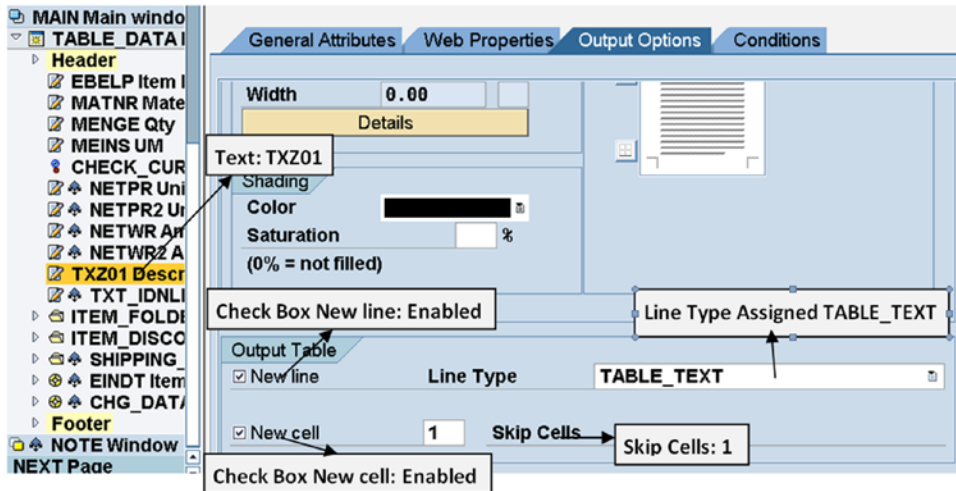 MAIN Main windo
TABLE_DATA I
Header
EBELP Item I
MATNR Mate
MENGE Qty
MEINS UM
CHECK_CUR
NETPR Uni
NETPR2 Ur
NETWR An
NETWR2 A
TXZ01 Descr
TXT_IDNLI
ITEM_FOLDE
ITEM_DISCO
SHIPPING_
EINDT Item
CHG_DATA
Footer
NOTE Window
NEXT Page
General Attributes Web Properties Output Options Conditions
Width 0.00
Details
Text: TXZ01
Shading
Color
Saturation %
(0% = not filled)
Check Box New line: Enabled
Line Type Assigned TABLE_TEXT
Output Table
New line Line Type TABLE_TEXT
New cell 1 Skip Cells
Skip Cells: 1
Check Box New cell: Enabled